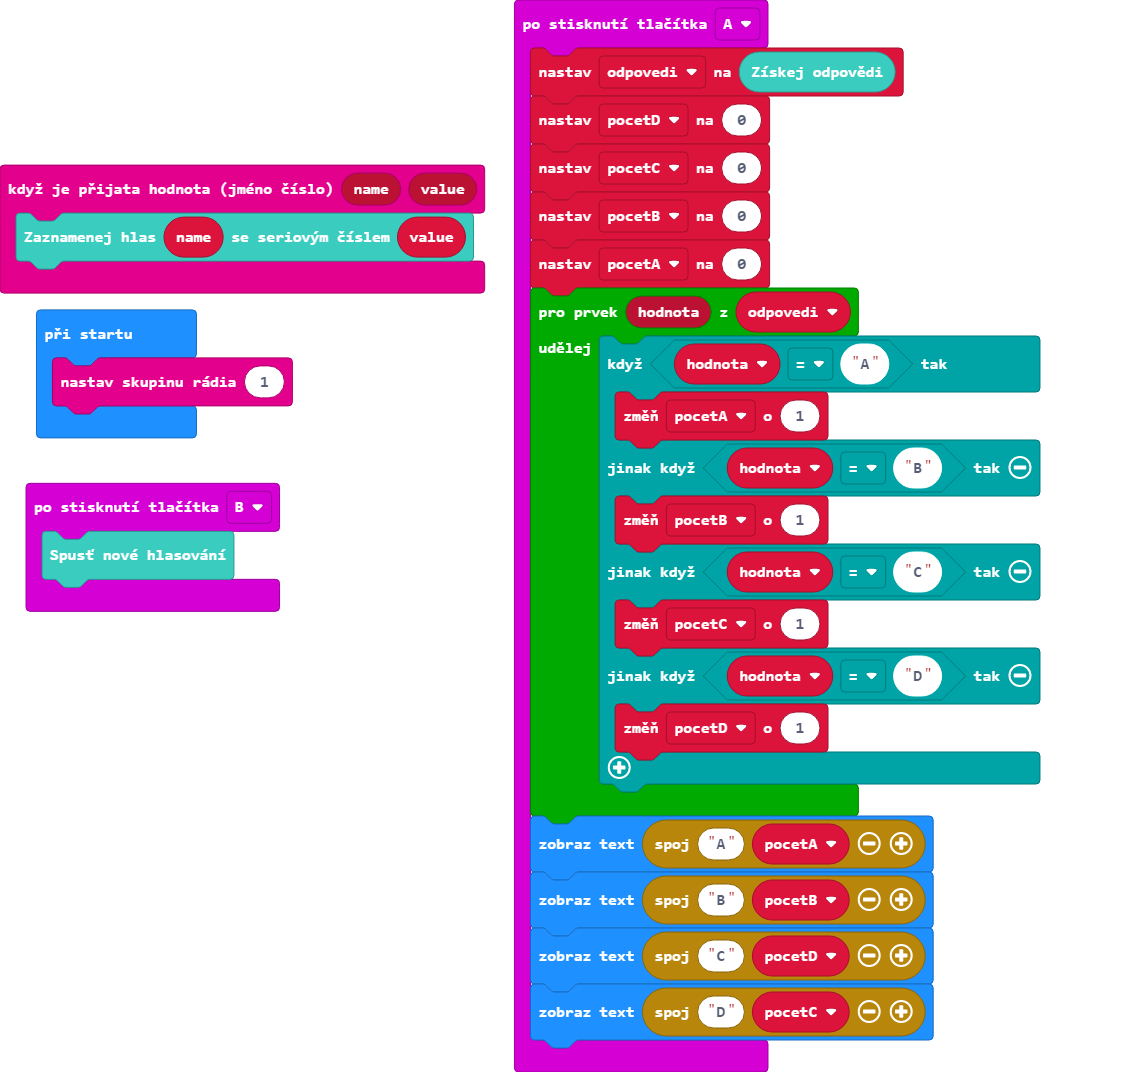 když je přijata hodnota (jméno číslo) name value
Zaznamenej hlas name se seriovým číslem value
při startu
nastav skupinu rádia 1
po stisknutí tlačítka B
Spusť nové hlasování
po stisknutí tlačítka A
nastav odpovedi na Získej odpovědi
nastav pocetD na 0
nastav pocetC na 0
nastav pocetB na 0
nastav pocetA na 0
pro prvek hodnota z odpovedi
udělej
když hodnota = "A" tak
změň pocetA o 1
jinak když hodnota = "B" tak
změň pocetB o 1
jinak když hodnota = "C" tak
změň pocetC o 1
jinak když hodnota = "D" tak
změň pocetD o 1
zobraz text spoj "A" pocetA
zobraz text spoj "B" pocetB
zobraz text spoj "C" pocetD
zobraz text spoj "D" pocetC